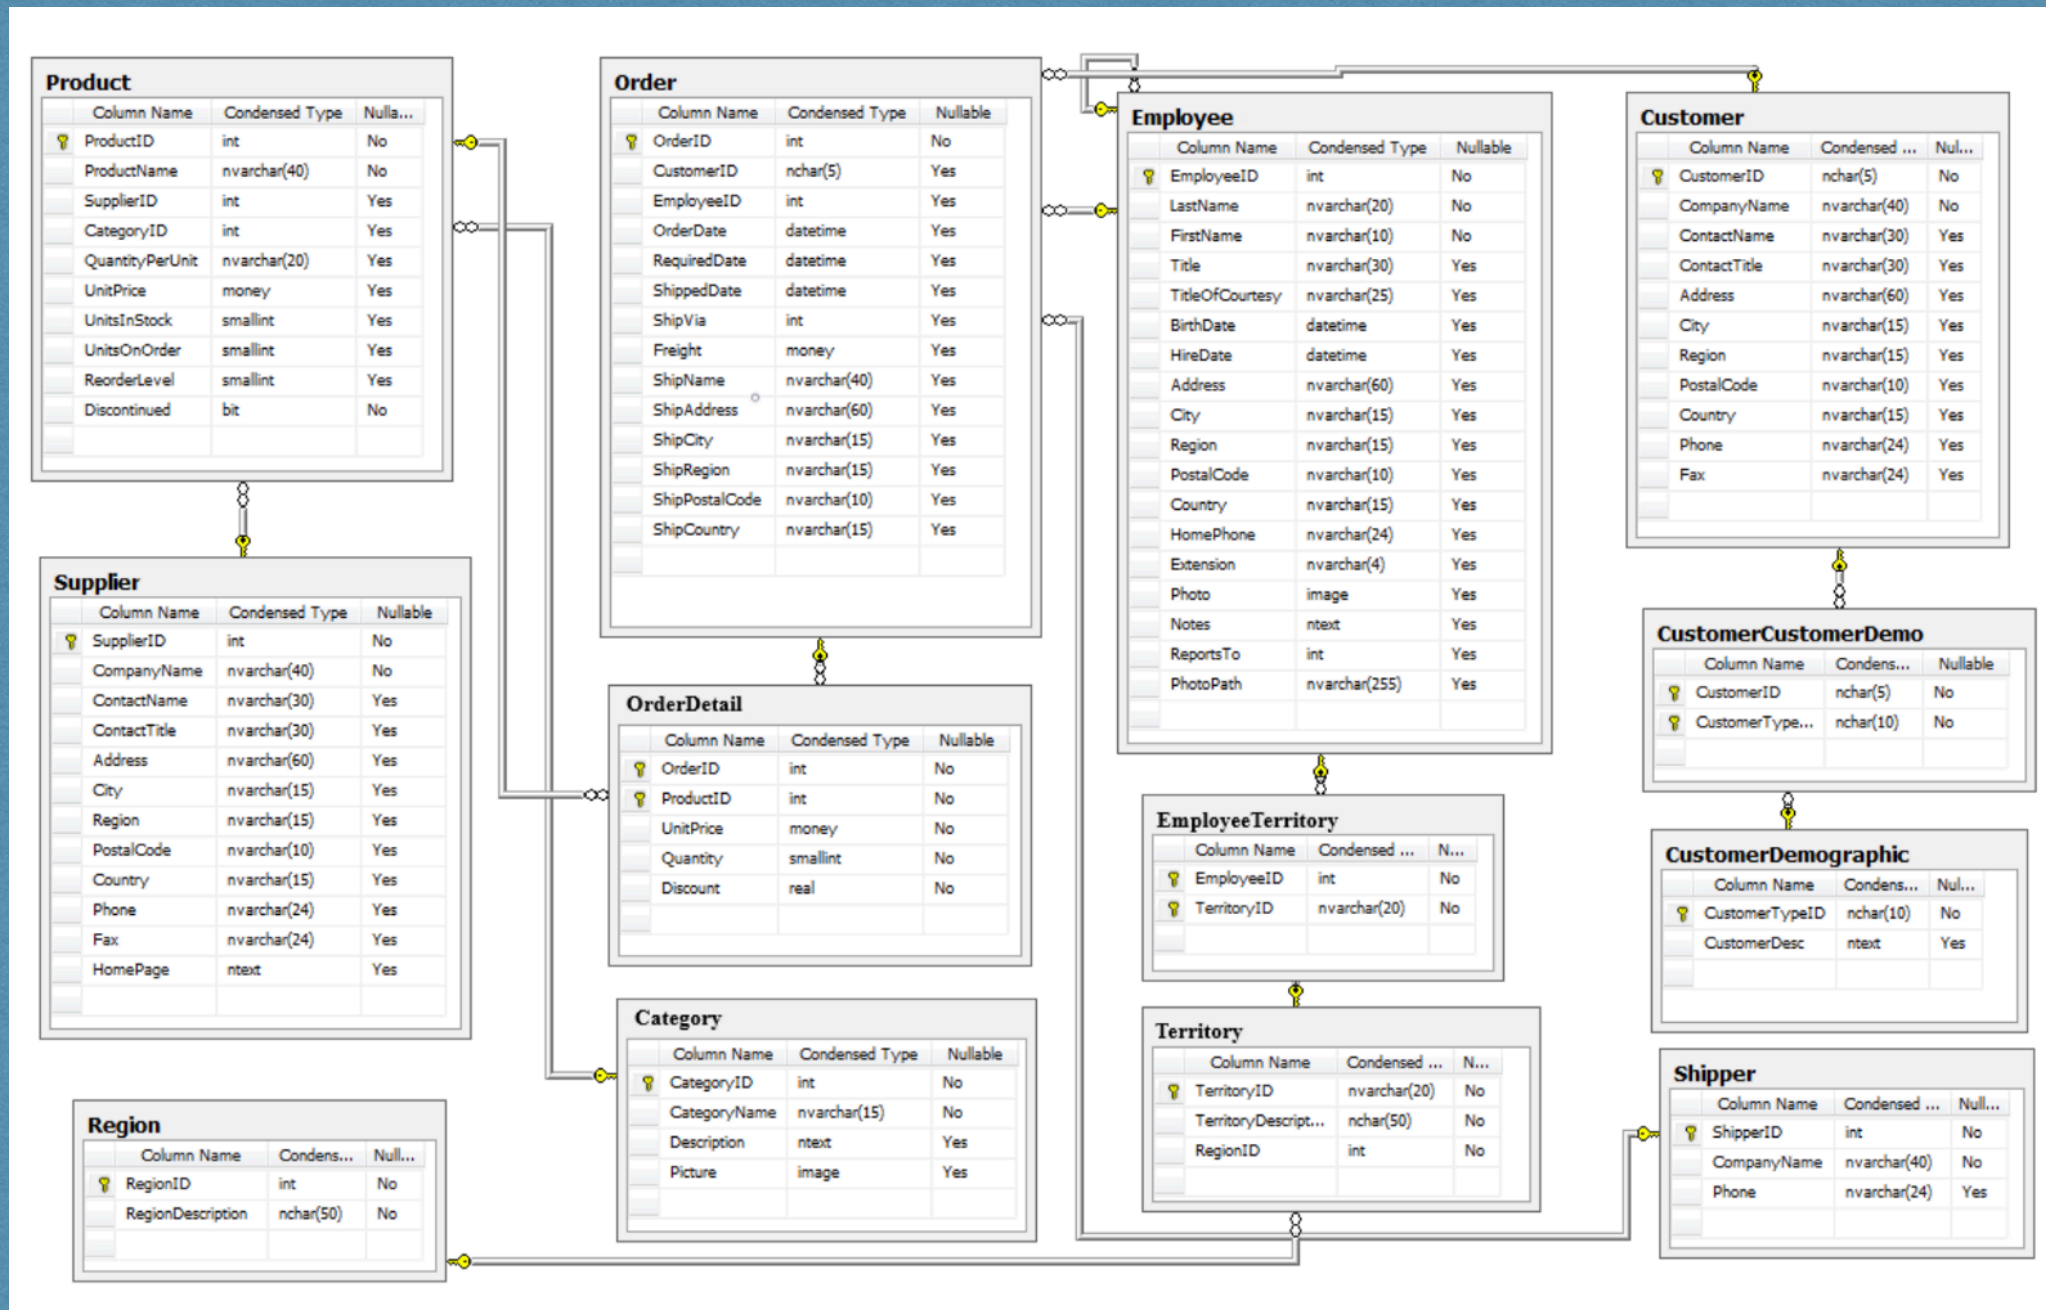 Product
Column Name Condensed Type Nulla...
ProductID int No
ProductName nvarchar(40) No
SupplierID int Yes
CategoryID int Yes
QuantityPerUnit nvarchar(20) Yes
UnitPrice money Yes
UnitsInStock smallint Yes
UnitsOnOrder smallint Yes
ReorderLevel smallint Yes
Discontinued bit No
Supplier
Column Name Condensed Type Nullable
SupplierID int No
CompanyName nvarchar(40) No
ContactName nvarchar(30) Yes
ContactTitle nvarchar(30) Yes
Address nvarchar(60) Yes
City nvarchar(15) Yes
Region nvarchar(15) Yes
PostalCode nvarchar(10) Yes
Country nvarchar(15) Yes
Phone nvarchar(24) Yes
Fax nvarchar(24) Yes
HomePage ntext Yes
Region
Column Name Condens... Null...
RegionID int No
RegionDescription nchar(50) No
Order
Column Name Condensed Type Nullable
OrderID int No
CustomerID nchar(5) Yes
EmployeeID int Yes
OrderDate datetime Yes
RequiredDate datetime Yes
ShippedDate datetime Yes
ShipVia int Yes
Freight money Yes
ShipName nvarchar(40) Yes
ShipAddress nvarchar(60) Yes
ShipCity nvarchar(15) Yes
ShipRegion nvarchar(15) Yes
ShipPostalCode nvarchar(10) Yes
ShipCountry nvarchar(15) Yes
OrderDetail
Column Name Condensed Type Nullable
OrderID int No
ProductID int No
UnitPrice money No
Quantity smallint No
Discount real No
Category
Column Name Condensed Type Nullable
CategoryID int No
CategoryName nvarchar(15) No
Description ntext Yes
Picture image Yes
Employee
Column Name Condensed Type Nullable
EmployeeID int No
LastName nvarchar(20) No
FirstName nvarchar(10) No
Title nvarchar(30) Yes
TitleOfCourtesy nvarchar(25) Yes
BirthDate datetime Yes
HireDate datetime Yes
Address nvarchar(60) Yes
City nvarchar(15) Yes
Region nvarchar(15) Yes
PostalCode nvarchar(10) Yes
Country nvarchar(15) Yes
HomePhone nvarchar(24) Yes
Extension nvarchar(4) Yes
Photo image Yes
Notes ntext Yes
ReportsTo int Yes
PhotoPath nvarchar(255) Yes
EmployeeTerritory
Column Name Condensed ... N...
EmployeeID int No
TerritoryID nvarchar(20) No
Territory
Column Name Condensed ... N...
TerritoryID nvarchar(20) No
TerritoryDescript... nchar(50) No
RegionID int No
Customer
Column Name Condensed ... Nul...
CustomerID nchar(5) No
CompanyName nvarchar(40) No
ContactName nvarchar(30) Yes
ContactTitle nvarchar(30) Yes
Address nvarchar(60) Yes
City nvarchar(15) Yes
Region nvarchar(15) Yes
PostalCode nvarchar(10) Yes
Country nvarchar(15) Yes
Phone nvarchar(24) Yes
Fax nvarchar(24) Yes
CustomerCustomerDemo
Column Name Condens... Nullable
CustomerID nchar(5) No
CustomerType... nchar(10) No
CustomerDemographic
Column Name Condens... Nul...
CustomerTypeID nchar(10) No
CustomerDesc ntext Yes
Shipper
Column Name Condensed ... Null...
ShipperID int No
CompanyName nvarchar(40) No
Phone nvarchar(24) Yes